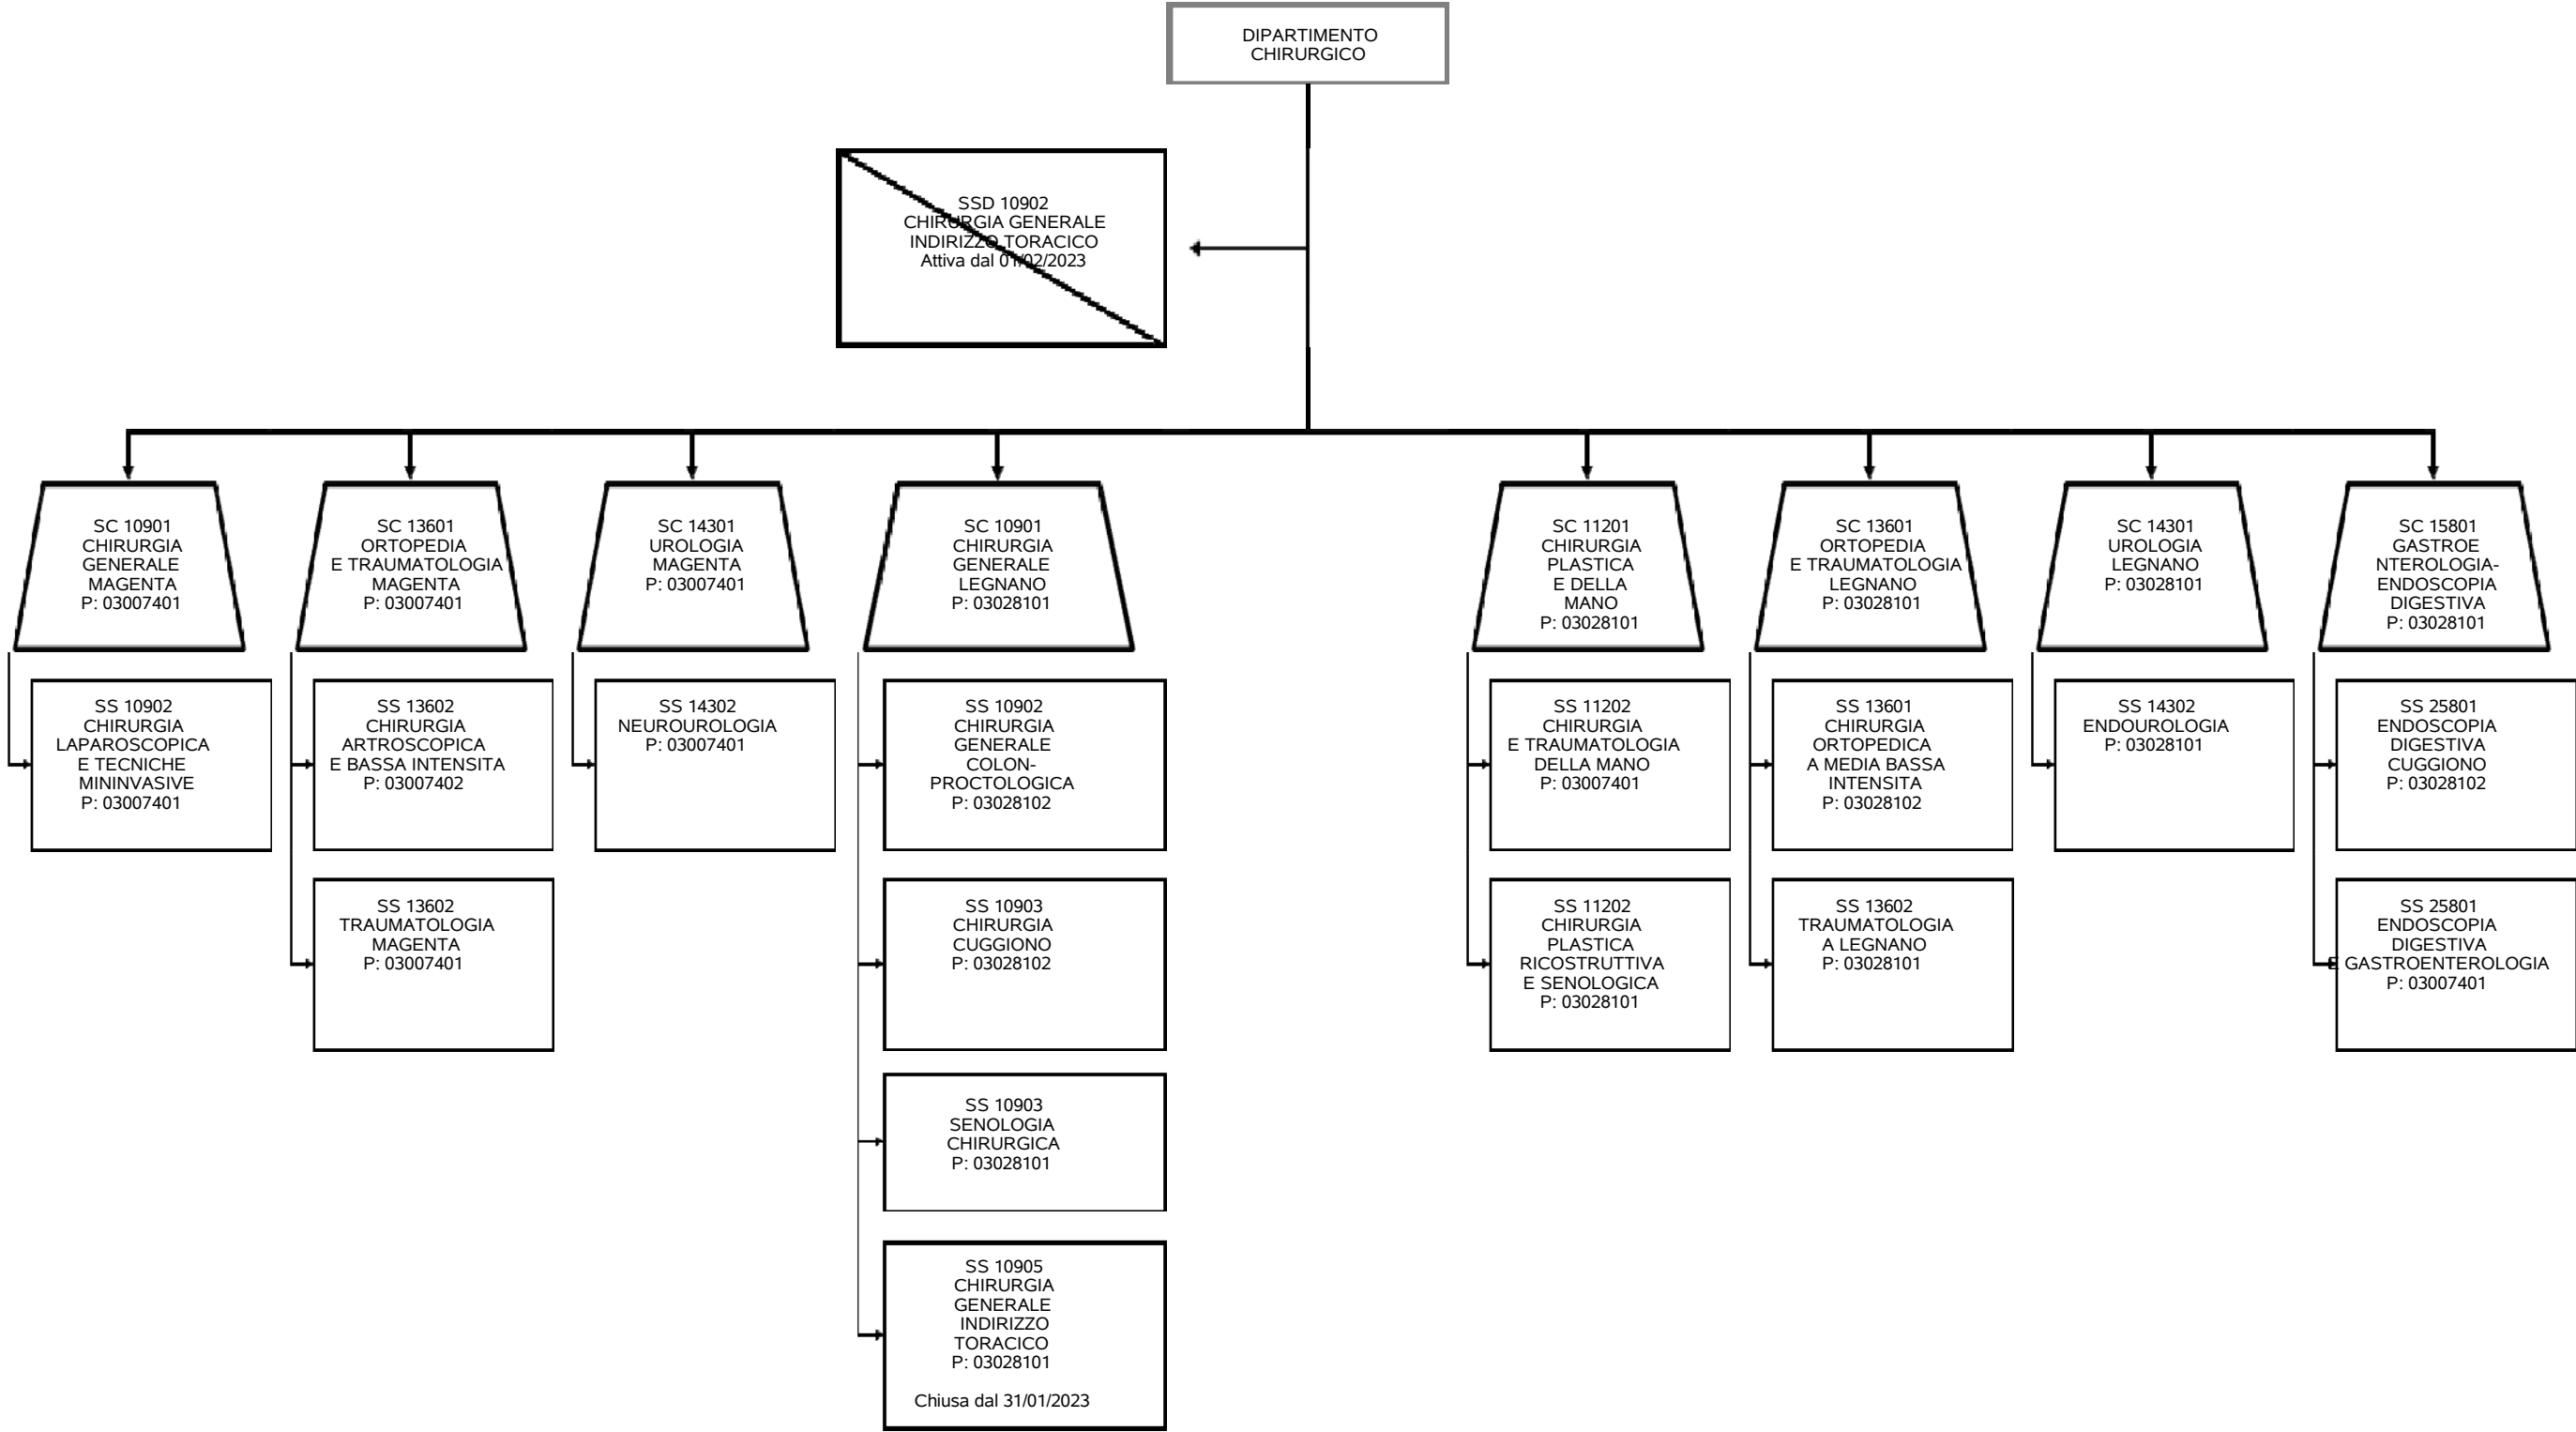 DIPARTIMENTO
CHIRURGICO
SSD 10902
CHIRURGIA GENERALE
INDIRIZZO TORACICO
Attiva dal 01/02/2023
SC 10901
CHIRURGIA
GENERALE
MAGENTA
P: 03007401
SC 13601
ORTOPEDIA
E TRAUMATOLOGIA
MAGENTA
P: 03007401
SC 14301
UROLOGIA
MAGENTA
P: 03007401
SC 10901
CHIRURGIA
GENERALE
LEGNANO
P: 03028101
SC 11201
CHIRURGIA
PLASTICA
E DELLA
MANO
P: 03028101
SC 13601
ORTOPEDIA
E TRAUMATOLOGIA
LEGNANO
P: 03028101
SC 14301
UROLOGIA
LEGNANO
P: 03028101
SC 15801
GASTROE
NTEROLOGIA-
ENDOSCOPIA
DIGESTIVA
P: 03028101
SS 10902
CHIRURGIA
LAPAROSCOPICA
E TECNICHE
MININVASIVE
P: 03007401
SS 13602
CHIRURGIA
ARTROSCOPICA
E BASSA INTENSITA
P: 03007402
SS 14302
NEUROUROLOGIA
P: 03007401
SS 10902
CHIRURGIA
GENERALE
COLON-
PROCTOLOGICA
P: 03028102
SS 11202
CHIRURGIA
E TRAUMATOLOGIA
DELLA MANO
P: 03007401
SS 13601
CHIRURGIA
ORTOPEDICA
A MEDIA BASSA
INTENSITA
P: 03028102
SS 14302
ENDOUROLOGIA
P: 03028101
SS 25801
ENDOSCOPIA
DIGESTIVA
CUGGIONO
P: 03028102
SS 13602
TRAUMATOLOGIA
MAGENTA
P: 03007401
SS 10903
CHIRURGIA
CUGGIONO
P: 03028102
SS 11202
CHIRURGIA
PLASTICA
RICOSTRUTTIVA
E SENOLOGICA
P: 03028101
SS 13602
TRAUMATOLOGIA
A LEGNANO
P: 03028101
SS 25801
ENDOSCOPIA
DIGESTIVA
E GASTROENTEROLOGIA
P: 03007401
SS 10903
SENOLOGIA
CHIRURGICA
P: 03028101
SS 10905
CHIRURGIA
GENERALE
INDIRIZZO
TORACICO
P: 03028101
Chiusa dal 31/01/2023